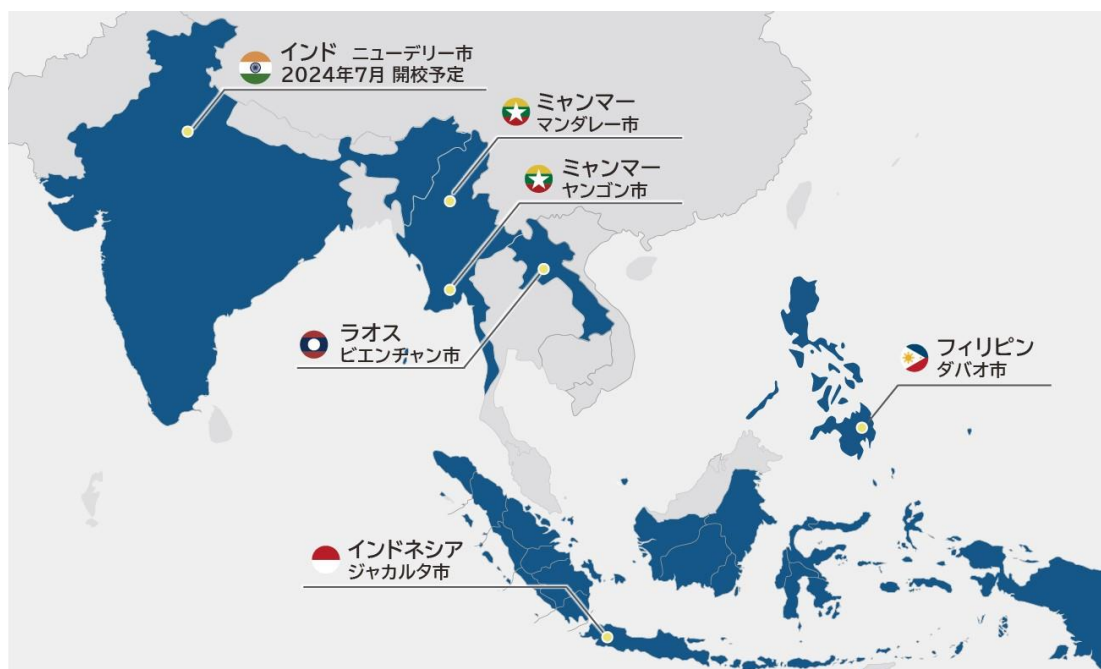 インド ニューデリー市
2024年7月 開校予定
ミャンマー
マンダレー市
ミャンマー
ヤンゴン市
ラオス
ビエンチャン市
フィリピン
ダバオ市
インドネシア
ジャカルタ市